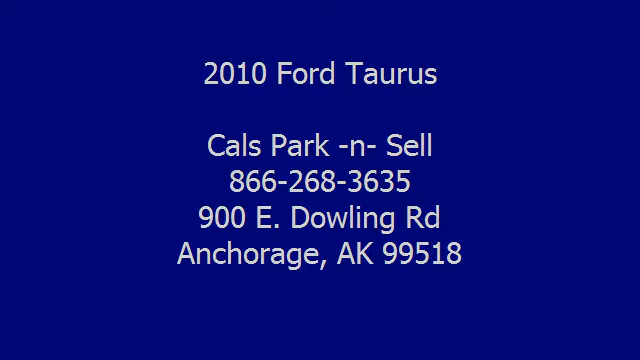 2010 Ford Taurus
Cals Park -n- Sell
866-268-3635
900 E. Dowling Rd
Anchorage, AK 99518